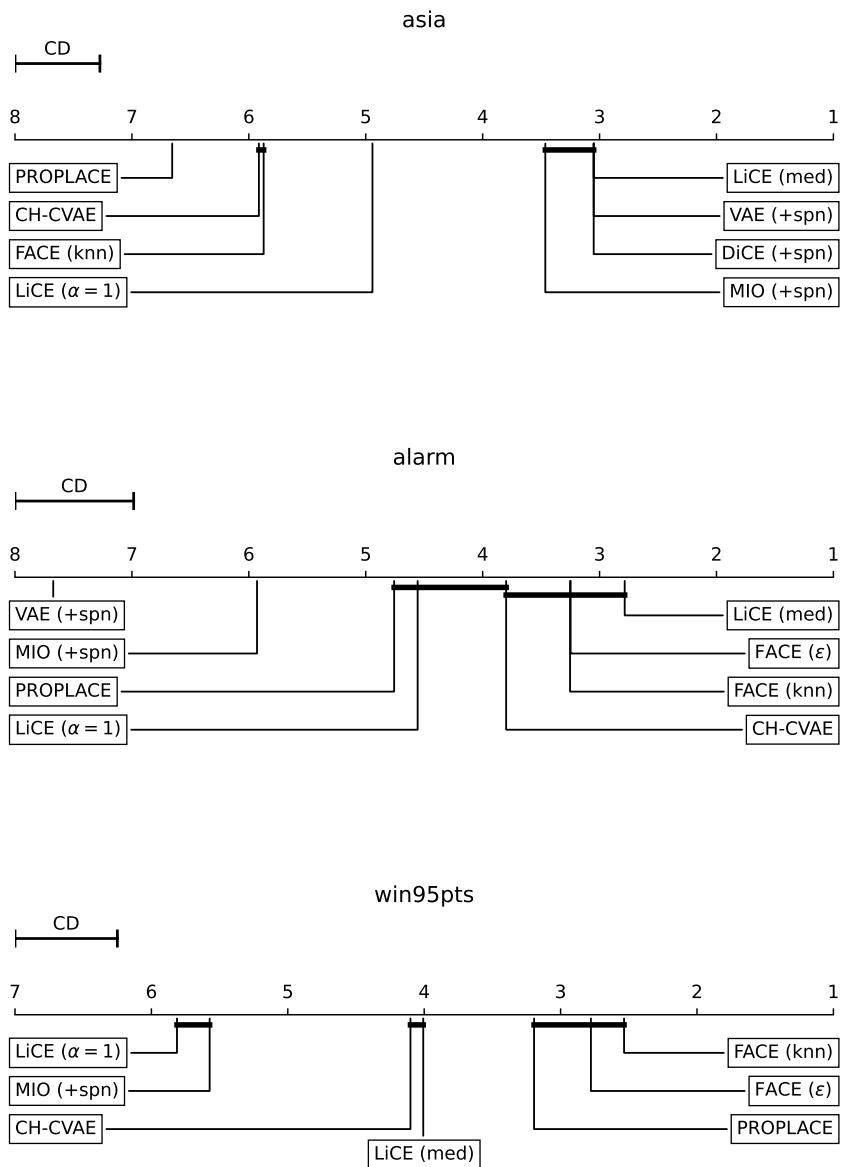 asia
CD
8 7 6 5 4 3 2 1
PROPLACE LiCE (med)
CH-CVAE VAE (+spn)
FACE (knn) DiCE (+spn)
LiCE (α = 1) MIO (+spn)
alarm
CD
8 7 6 5 4 3 2 1
VAE (+spn) LiCE (med)
MIO (+spn) FACE (ε)
PROPLACE FACE (knn)
LiCE (α = 1) CH-CVAE
win95pts
CD
7 6 5 4 3 2 1
LiCE (α = 1) FACE (knn)
MIO (+spn) FACE (ε)
CH-CVAE PROPLACE
LiCE (med)